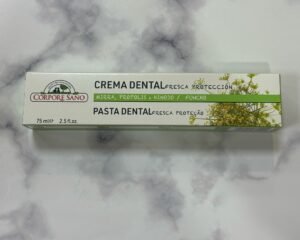 CORPORE SANO
CREMA DENTAL FRESCA PROTECCIÓN
MIRRA, PROPOLIS e HINOJO / FUNCHO
PASTA DENTAL FRESCA PROTEÇÃO
75 ml ℮ 2.5 fl.oz.